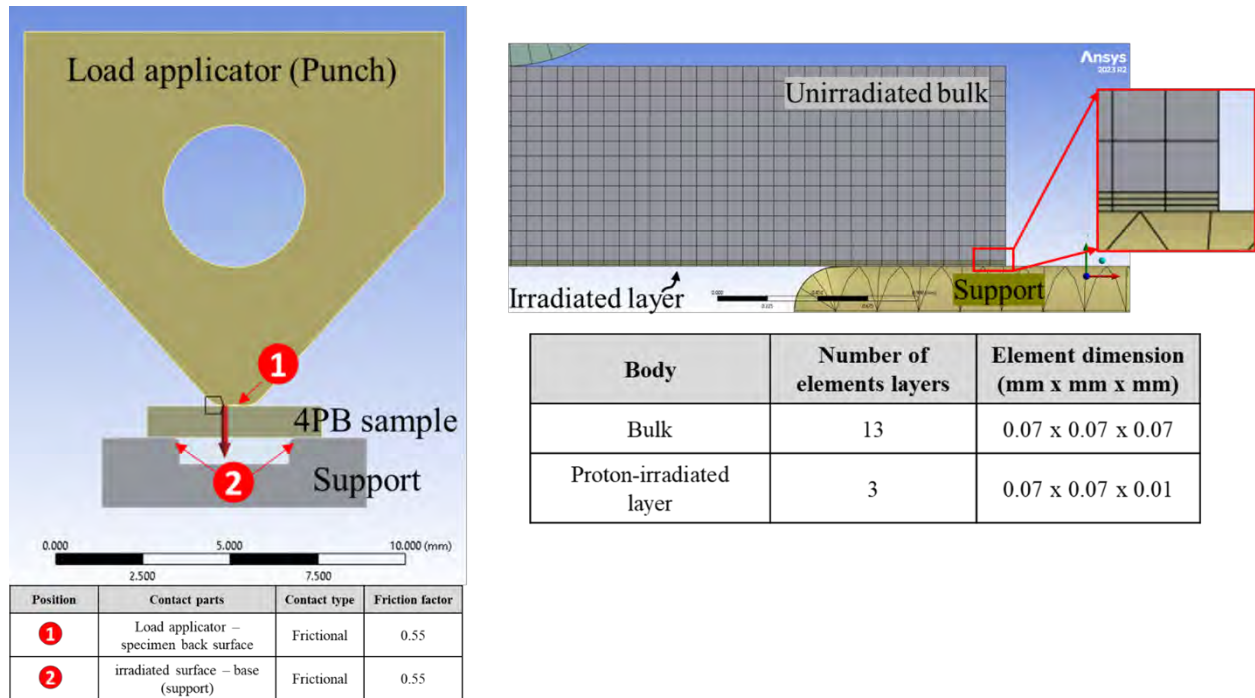 Load applicator (Punch)
1
4PB sample
2
Support
0.000
5.000
10.000 (mm)
2.500
7.500
Position
Contact parts
Contact type
Friction factor
1
Load applicator –
specimen back surface
Frictional
0.55
2
irradiated surface – base
(support)
Frictional
0.55
Ansys
2023 R2
Unirradiated bulk
Irradiated layer
0.000
Support
Body
Number of
elements layers
Element dimension
(mm x mm x mm)
Bulk
13
0.07 x 0.07 x 0.07
Proton-irradiated
layer
3
0.07 x 0.07 x 0.01